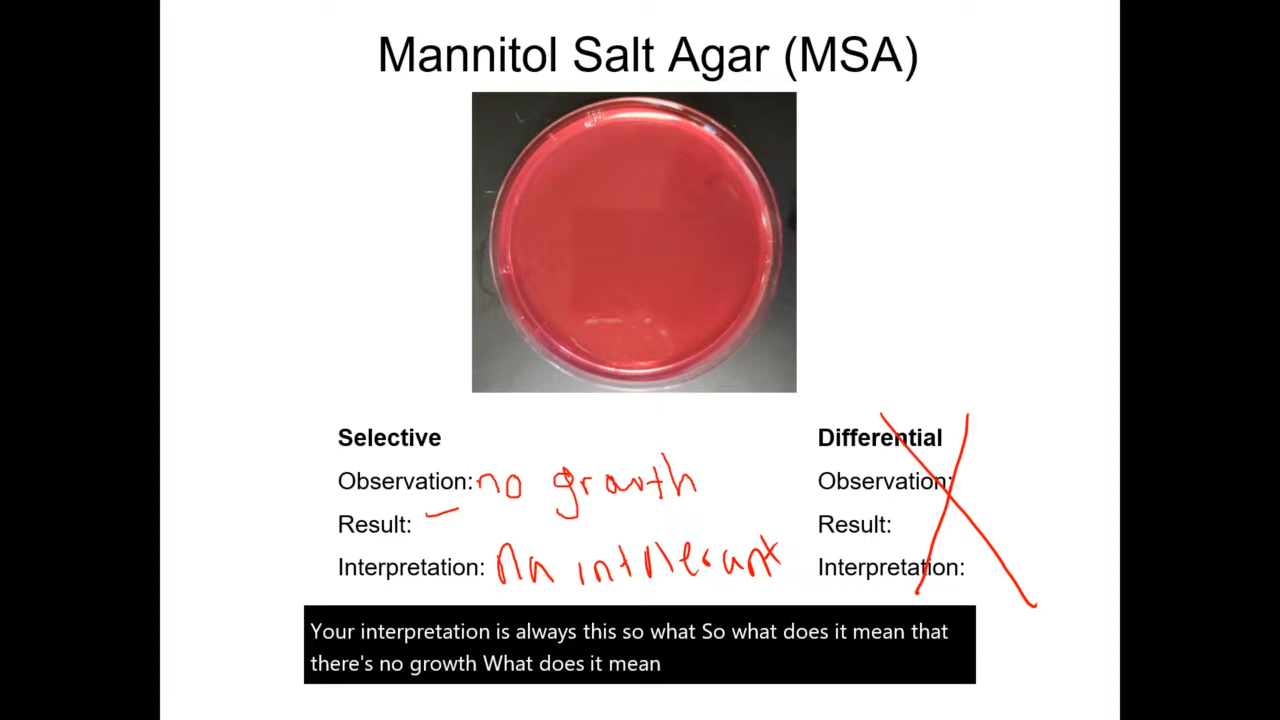 Mannitol Salt Agar (MSA)
Selective
Observation: no growth
Result: –
Interpretation: Na intolerant
Differential
Observation:
Result:
Interpretation:
Your interpretation is always this so what So what does it mean that
there's no growth What does it mean